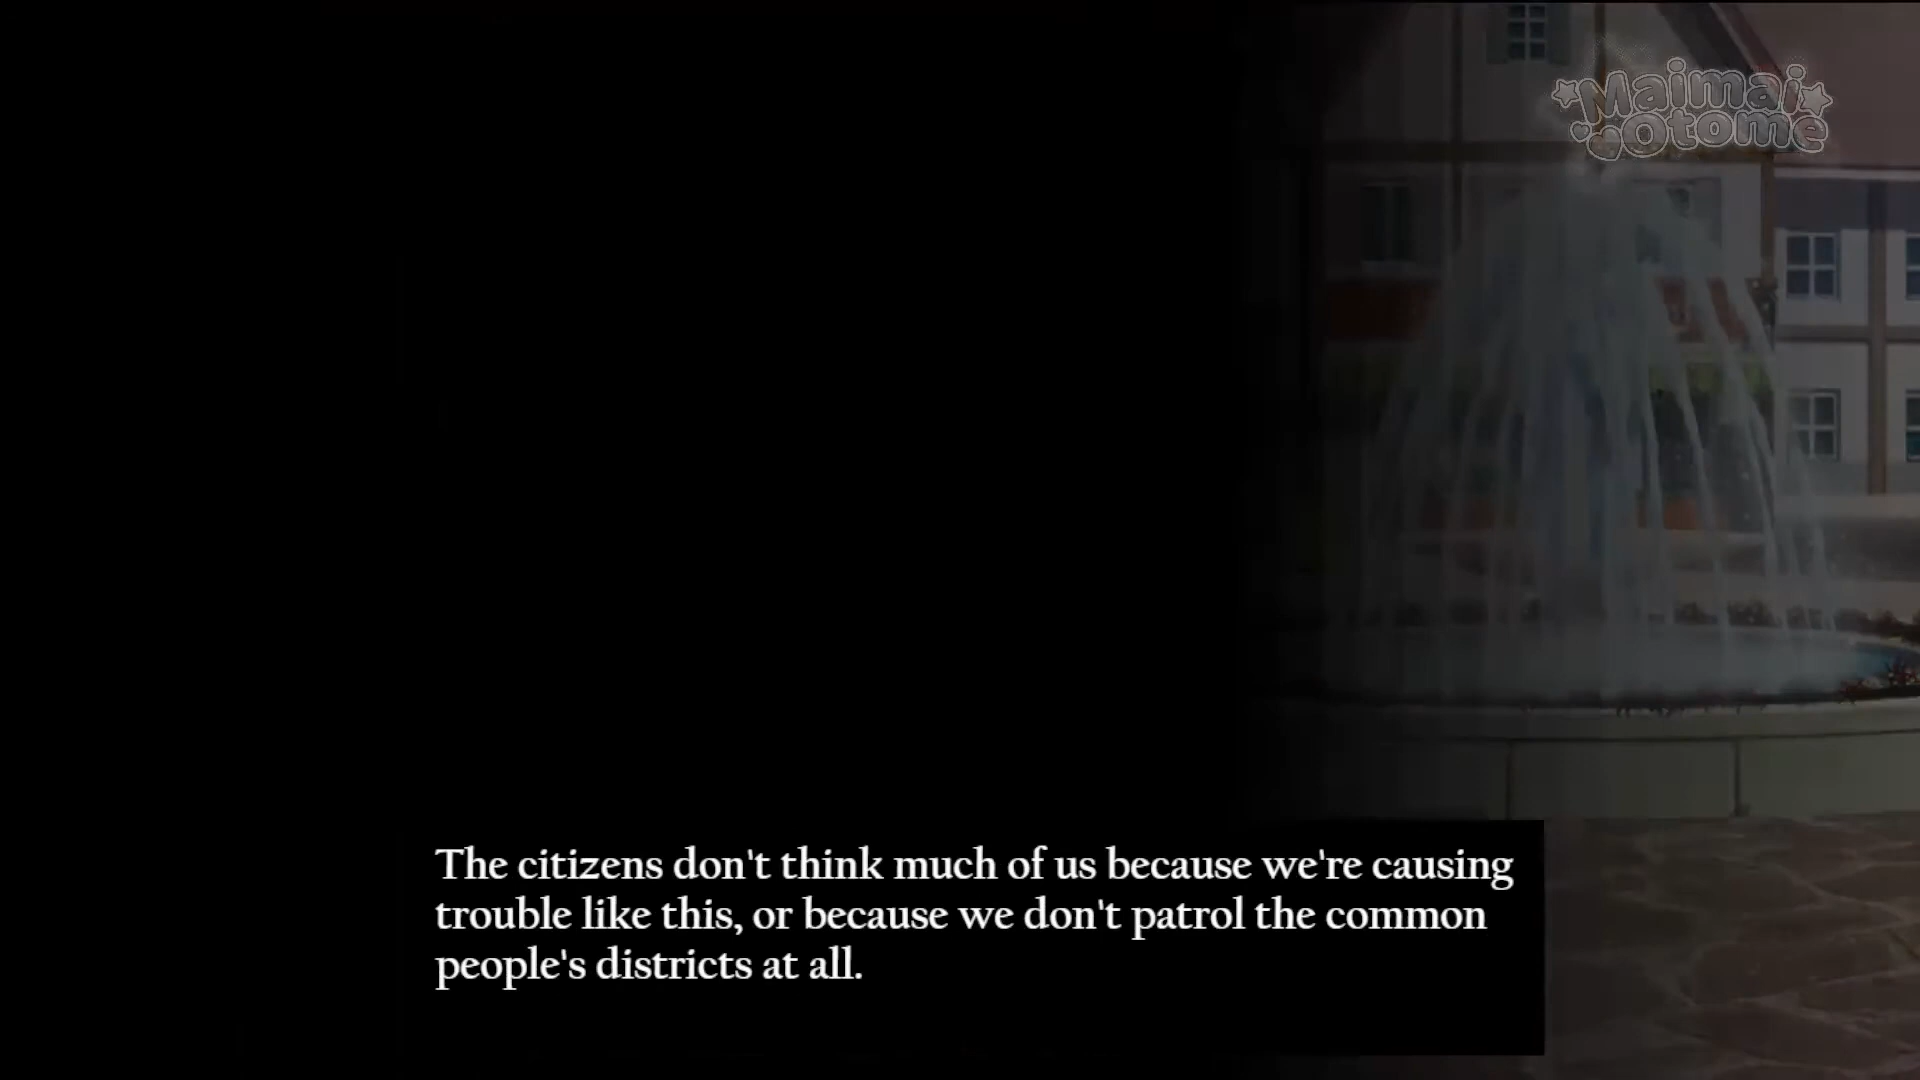 Maimai
Otome
The citizens don't think much of us because we're causing
trouble like this, or because we don't patrol the common
people's districts at all.